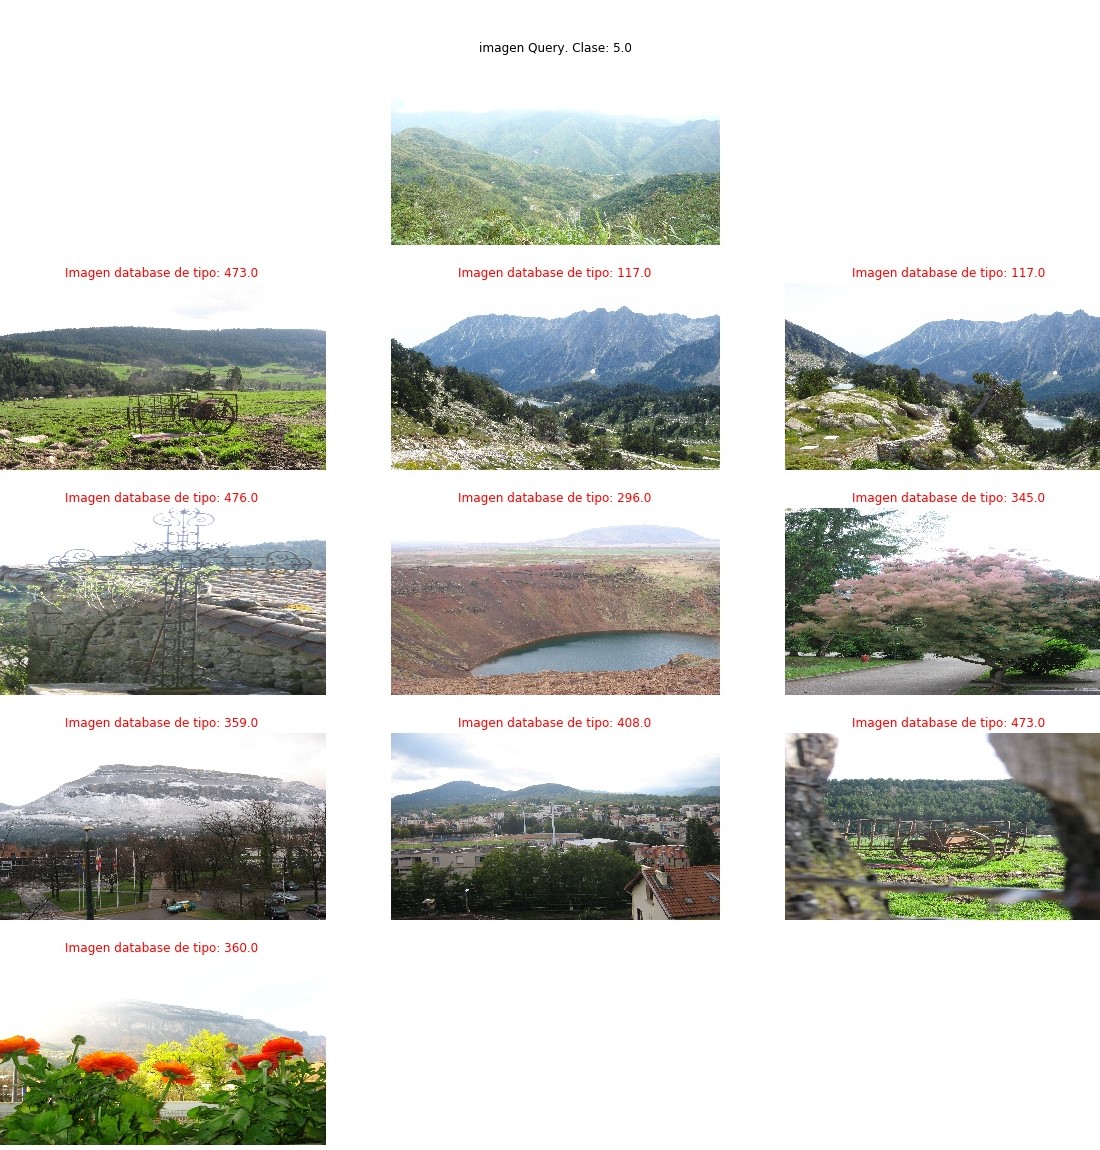 imagen Query. Clase: 5.0
Imagen database de tipo: 473.0
Imagen database de tipo: 117.0
Imagen database de tipo: 117.0
Imagen database de tipo: 476.0
Imagen database de tipo: 296.0
Imagen database de tipo: 345.0
Imagen database de tipo: 359.0
Imagen database de tipo: 408.0
Imagen database de tipo: 473.0
Imagen database de tipo: 360.0